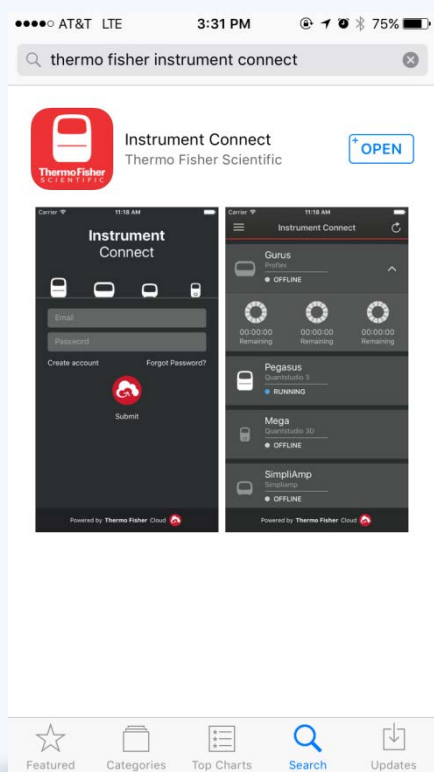 AT&T LTE 3:31 PM 75%
thermo fisher instrument connect
ThermoFisher
SCIENTIFIC
Instrument Connect
Thermo Fisher Scientific
+ OPEN
Carrier 11:18 AM
Instrument
Connect
Email
Password
Create account Forgot Password?
Submit
Powered by Thermo Fisher Cloud
Carrier 11:18 AM
Instrument Connect
Gurus
Proflex
OFFLINE
00:00:00 00:00:00 00:00:00
Remaining Remaining Remaining
Pegasus
Quantstudio 5
RUNNING
Mega
Quantstudio 3D
OFFLINE
SimpliAmp
Simpliamp
OFFLINE
Powered by Thermo Fisher Cloud
Featured Categories Top Charts Search Updates